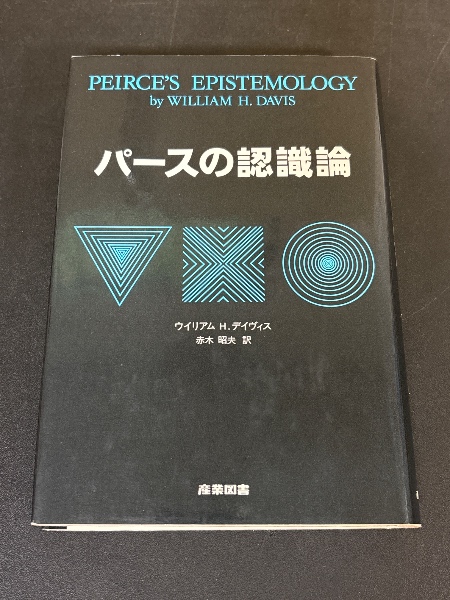 PEIRCE'S EPISTEMOLOGY
by WILLIAM H. DAVIS
パースの認識論
ウイリアム H. デイヴィス
赤木 昭夫 訳
産業図書